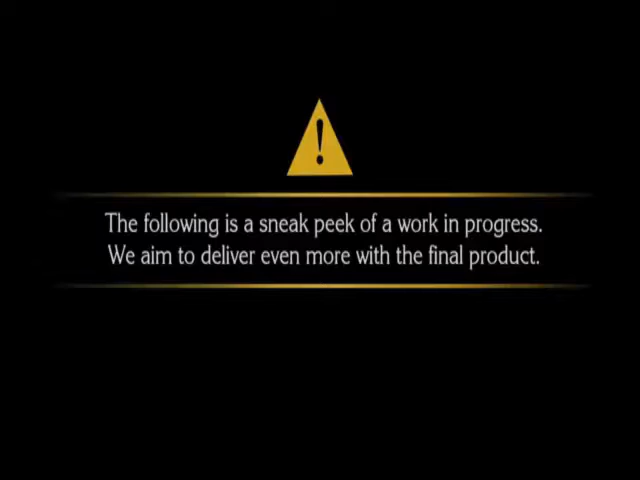 The following is a sneak peek of a work in progress.
We aim to deliver even more with the final product.